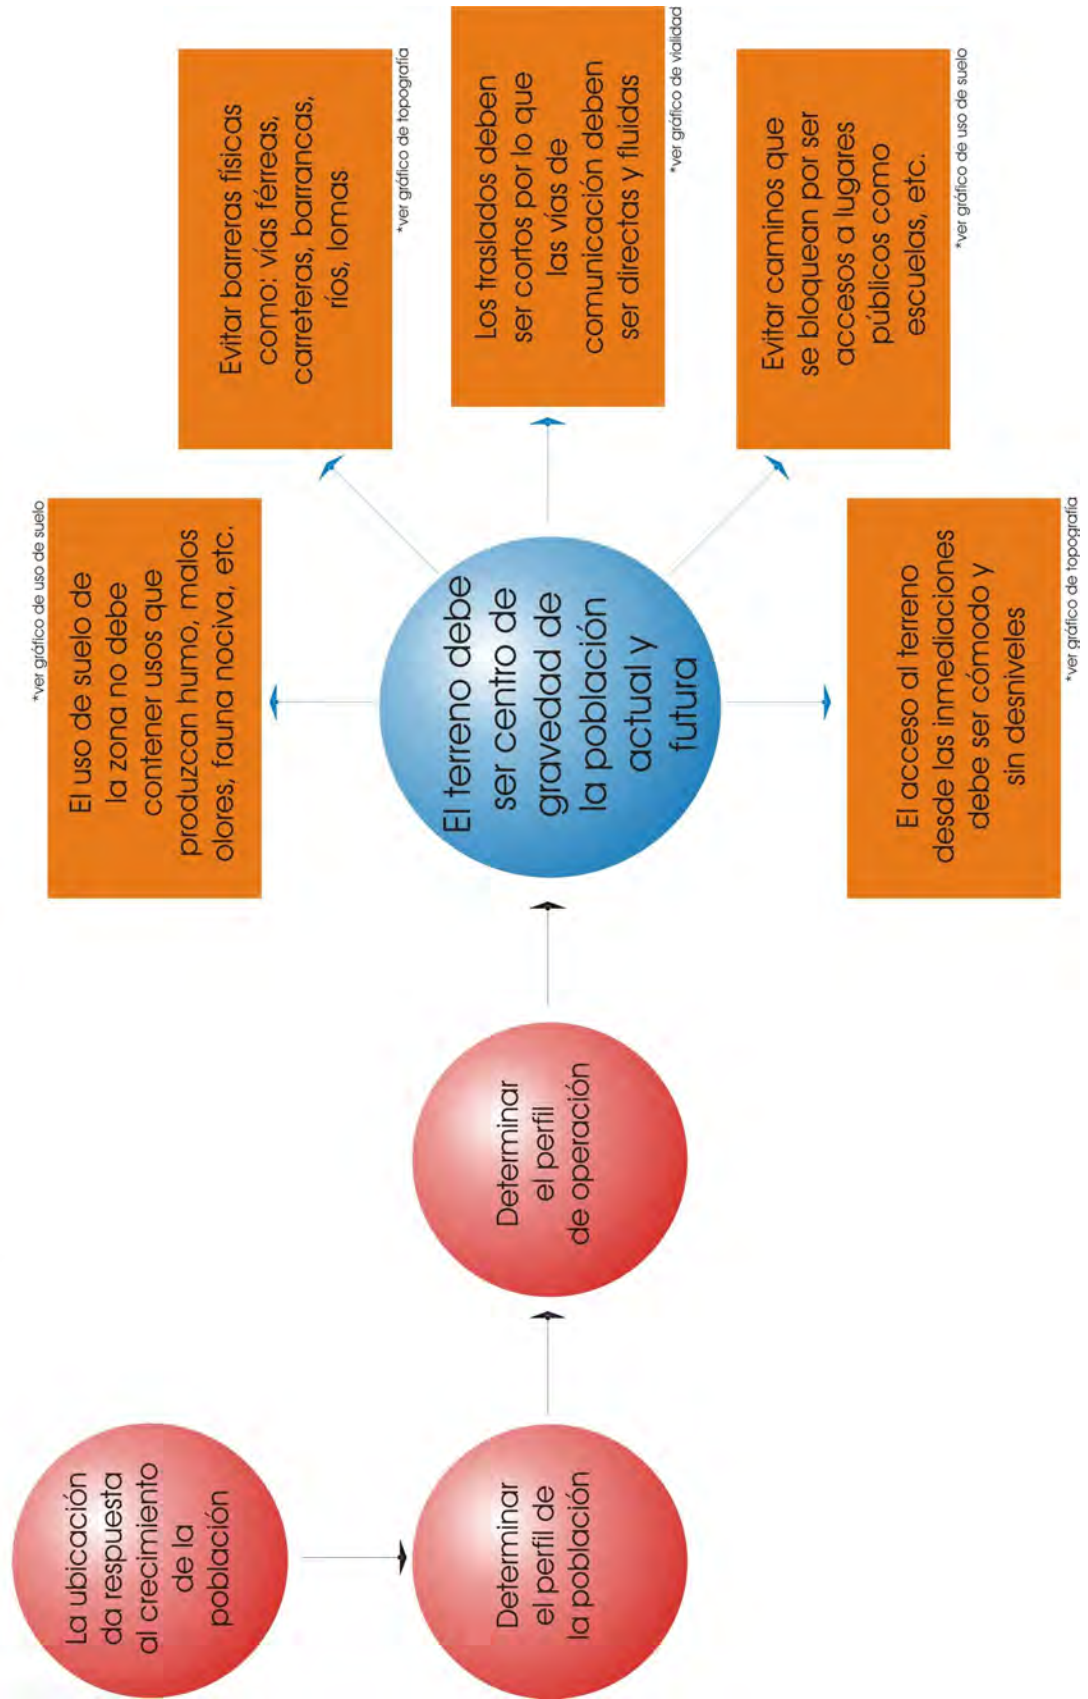 La ubicación
da respuesta
al crecimiento
de la
población
Determinar
el perfil de
la población
Determinar
el perfil
de operación
El terreno debe
ser centro de
gravedad de
la población
actual y
futura
*ver gráfico de uso de suelo
El uso de suelo de
la zona no debe
contener usos que
produzcan humo, malos
olores, fauna nociva, etc.
Evitar barreras físicas
como: vías férreas,
carreteras, barrancas,
ríos, lomas
*ver gráfico de topografía
Los traslados deben
ser cortos por lo que
las vías de
comunicación deben
ser directas y fluidas
*ver gráfico de vialidad
Evitar caminos que
se bloquean por ser
accesos a lugares
públicos como
escuelas, etc.
*ver gráfico de uso de suelo
El acceso al terreno
desde las inmediaciones
debe ser cómodo y
sin desniveles
*ver gráfico de topografía